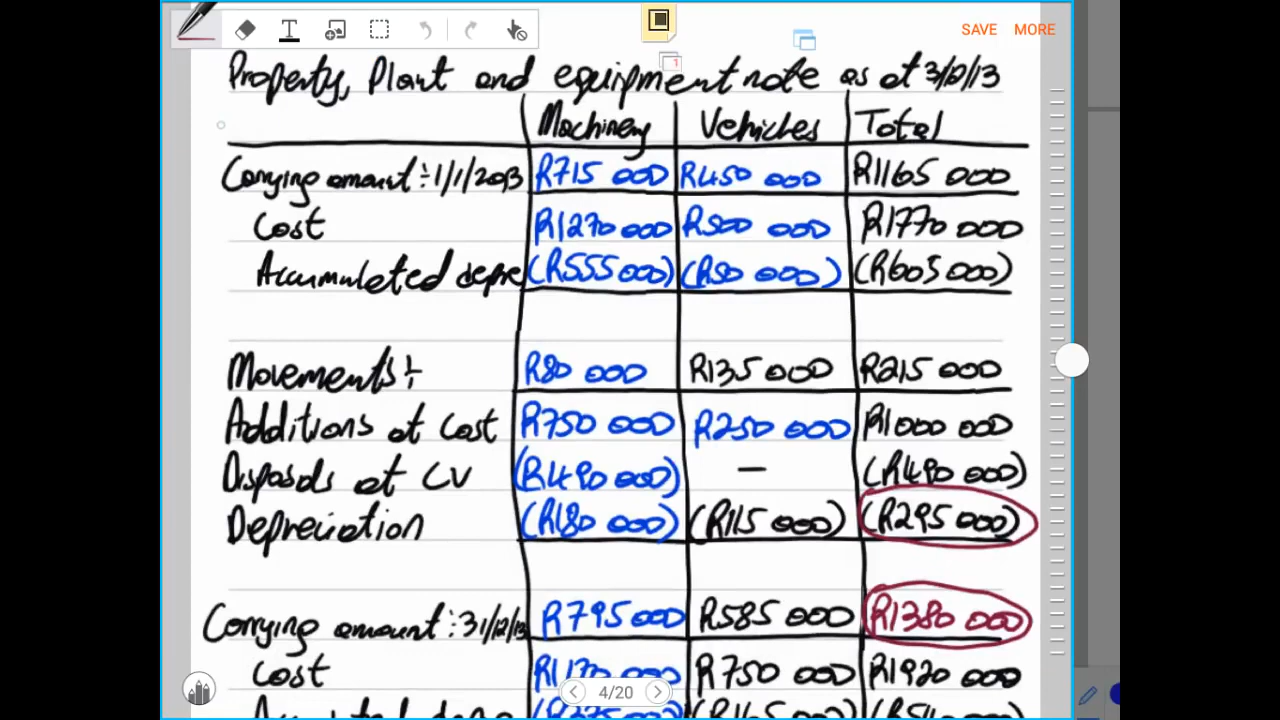 SAVE MORE
Property, Plant and equipment note as at 31/12/13
Machinery Vehicles Total
Carrying amount: 1/1/2013 R715 000 R450 000 R1165 000
Cost R1270 000 R500 000 R1770 000
Accumulated depre (R555 000) (R50 000) (R605 000)
Movements: R80 000 R135 000 R215 000
Additions at cost R750 000 R250 000 R1000 000
Disposals at CV (R490 000) — (R490 000)
Depreciation (R180 000) (R115 000) (R295 000)
Carrying amount: 31/12/13 R795 000 R585 000 R1380 000
Cost R1170 000 R750 000 R1920 000
4/20